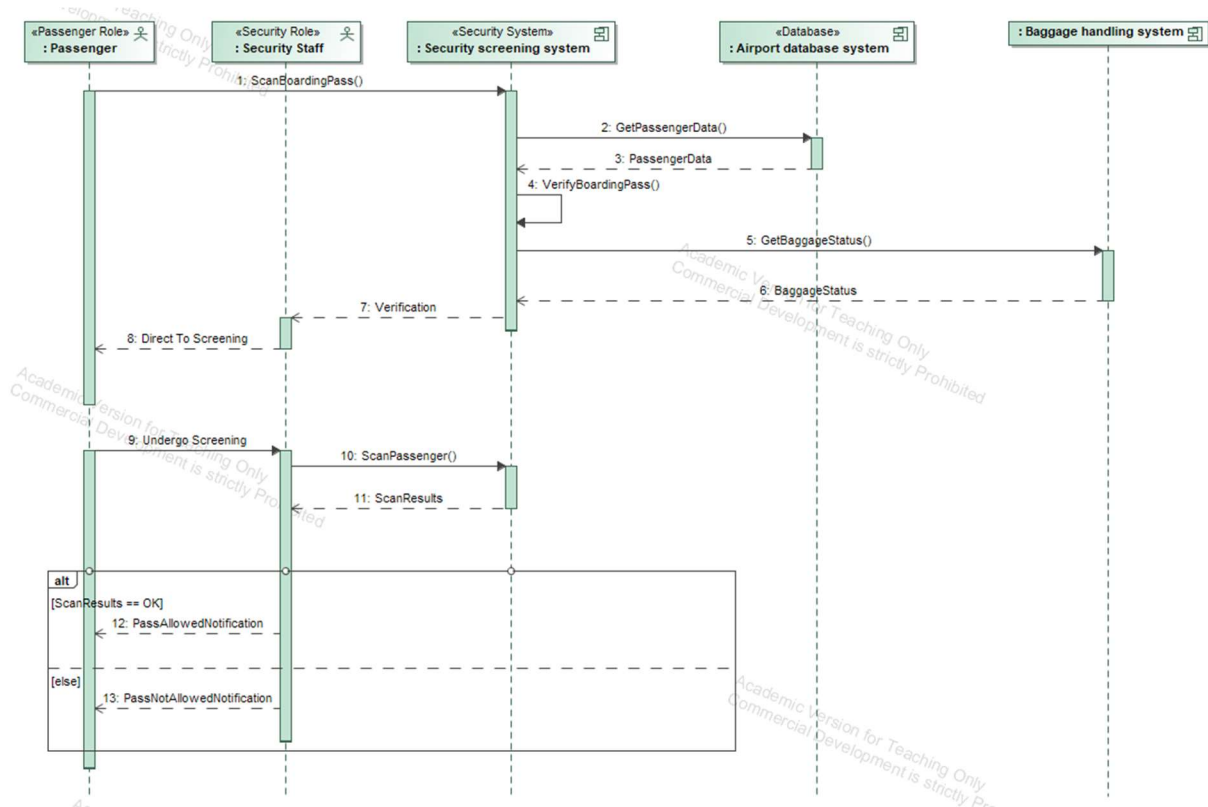 «Passenger Role»
: Passenger
«Security Role»
: Security Staff
«Security System»
: Security screening system
«Database»
: Airport database system
: Baggage handling system
1: ScanBoardingPass()
2: GetPassengerData()
3: PassengerData
4: VerifyBoardingPass()
5: GetBaggageStatus()
6: BaggageStatus
7: Verification
8: Direct To Screening
9: Undergo Screening
10: ScanPassenger()
11: ScanResults
alt
[ScanResults == OK]
12: PassAllowedNotification
[else]
13: PassNotAllowedNotification
Academic Version for Teaching Only
Commercial Development is strictly Prohibited
Academic Version for Teaching Only
Commercial Development is strictly Prohibited
Academic Version for Teaching Only
Commercial Development is strictly